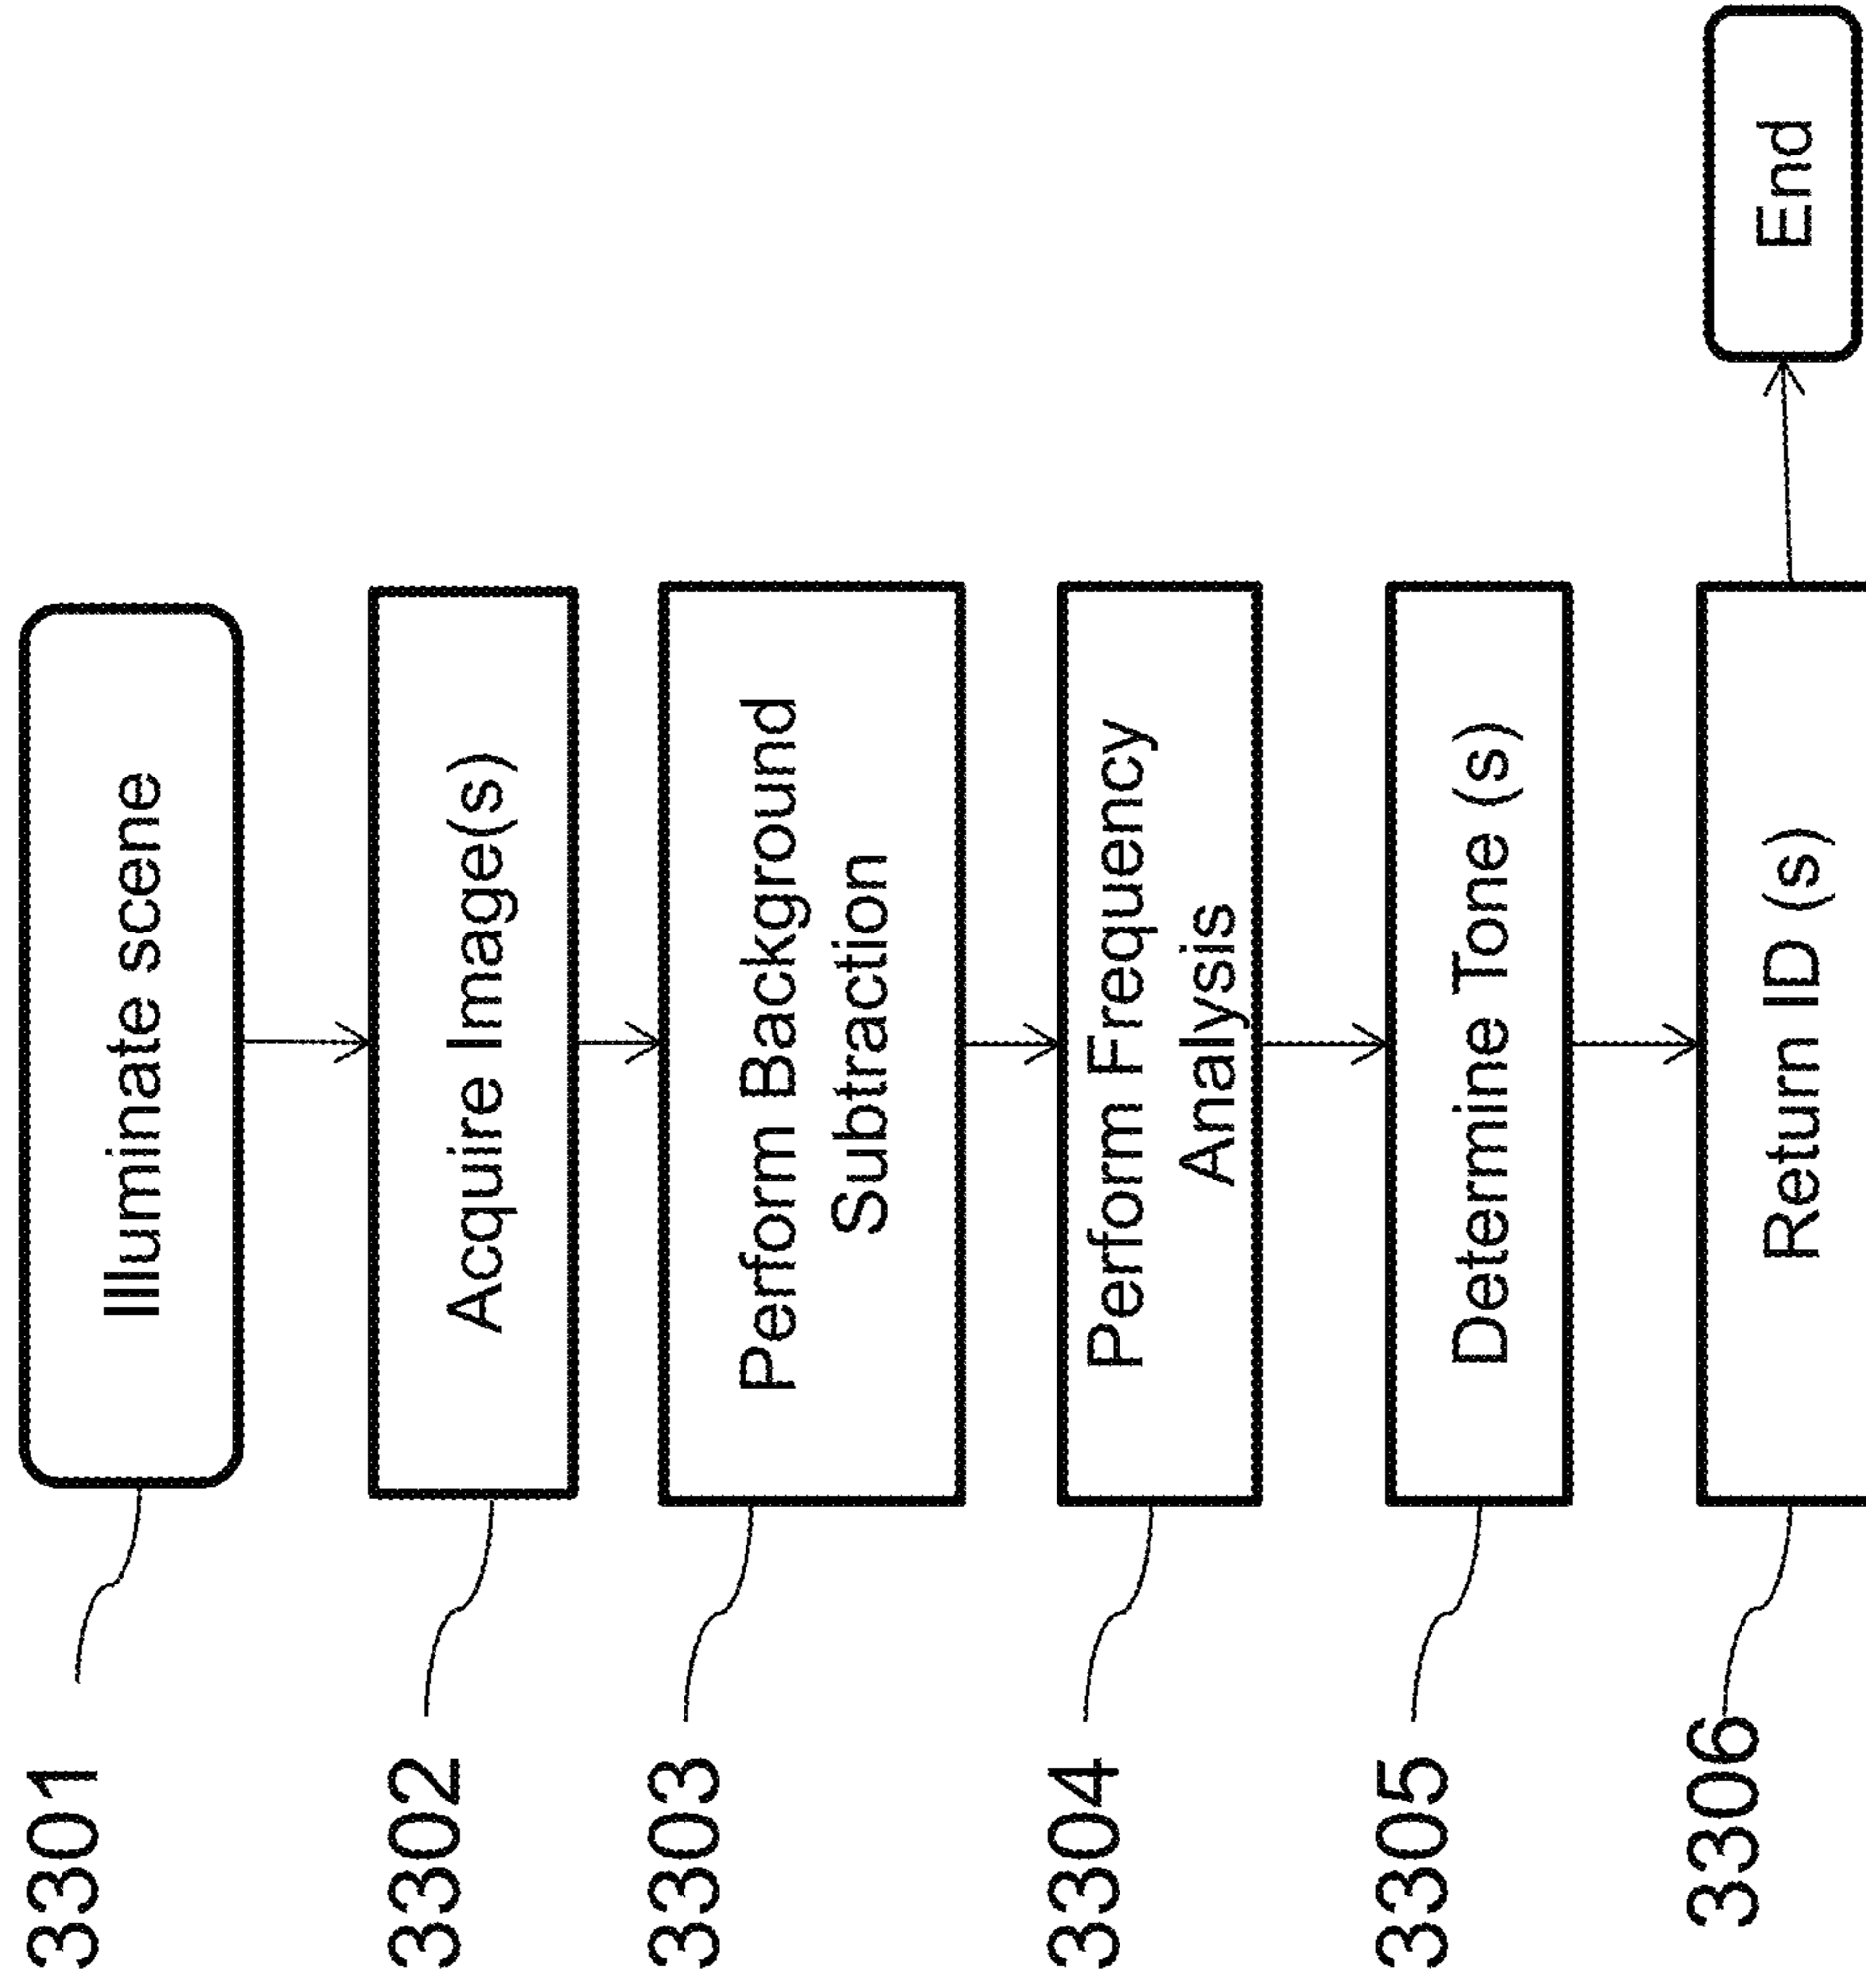 3301
Illuminate scene
3302
Acquire Image(s)
3303
Perform Background
Subtraction
3304
Perform Frequency
Analysis
3305
Determine Tone (s)
3306
Return ID (s)
End